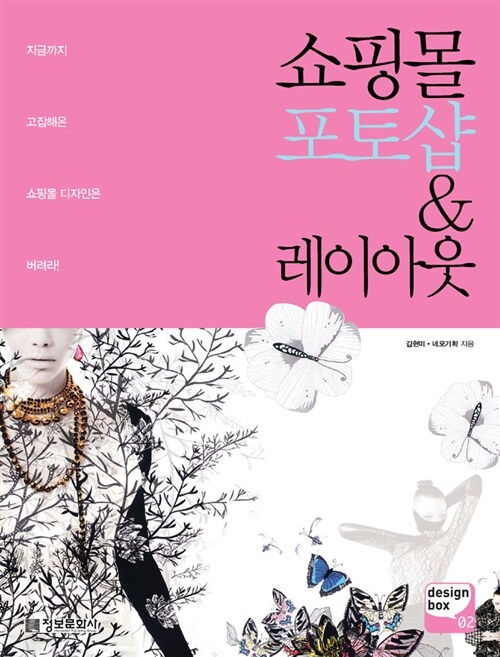 지금까지
고집해온
쇼핑몰 디자인은
버려라!
쇼핑몰
포토샵
&
레이아웃
김현미 • 네모기획 지음
design
box
02
정보문화사